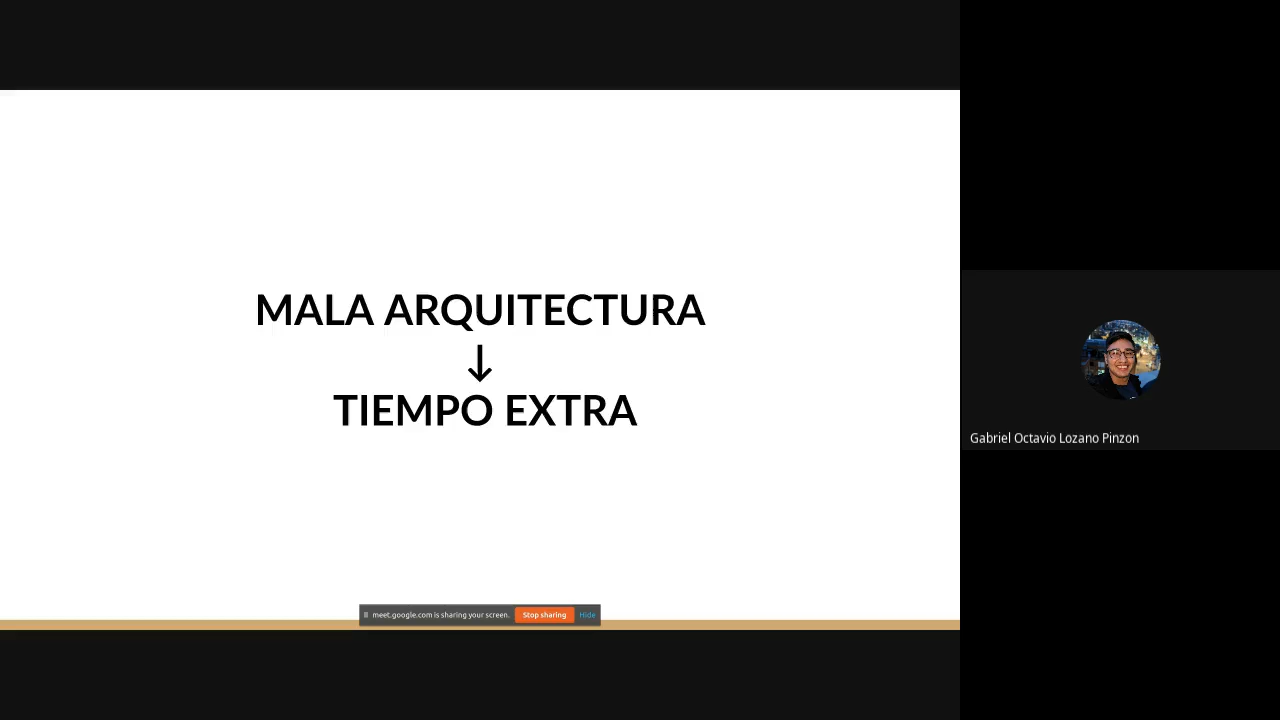 MALA ARQUITECTURA
↓
TIEMPO EXTRA
meet.google.com is sharing your screen. Stop sharing Hide
Gabriel Octavio Lozano Pinzon